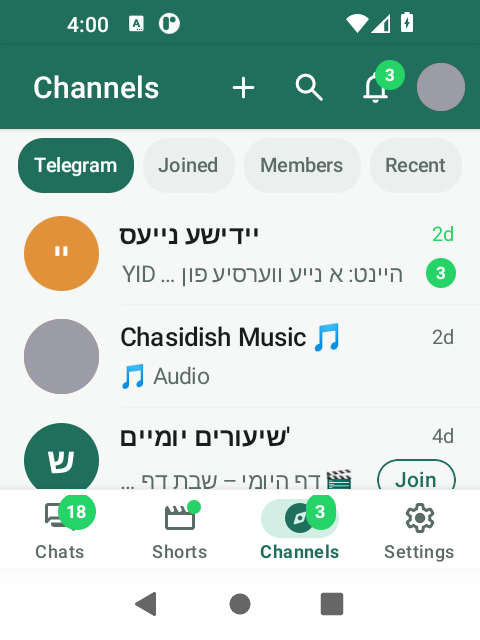 4:00
Channels
3
Telegram
Joined
Members
Recent
יי
יידישע נייעס
2d
היינט: א נייע ווערסיע פון ... YID
3
Chasidish Music 🎵
2d
🎵 Audio
ש
שיעורים יומיים'
4d
🎬 דף היומי – שבת דף ...
Join
18
3
Chats
Shorts
Channels
Settings